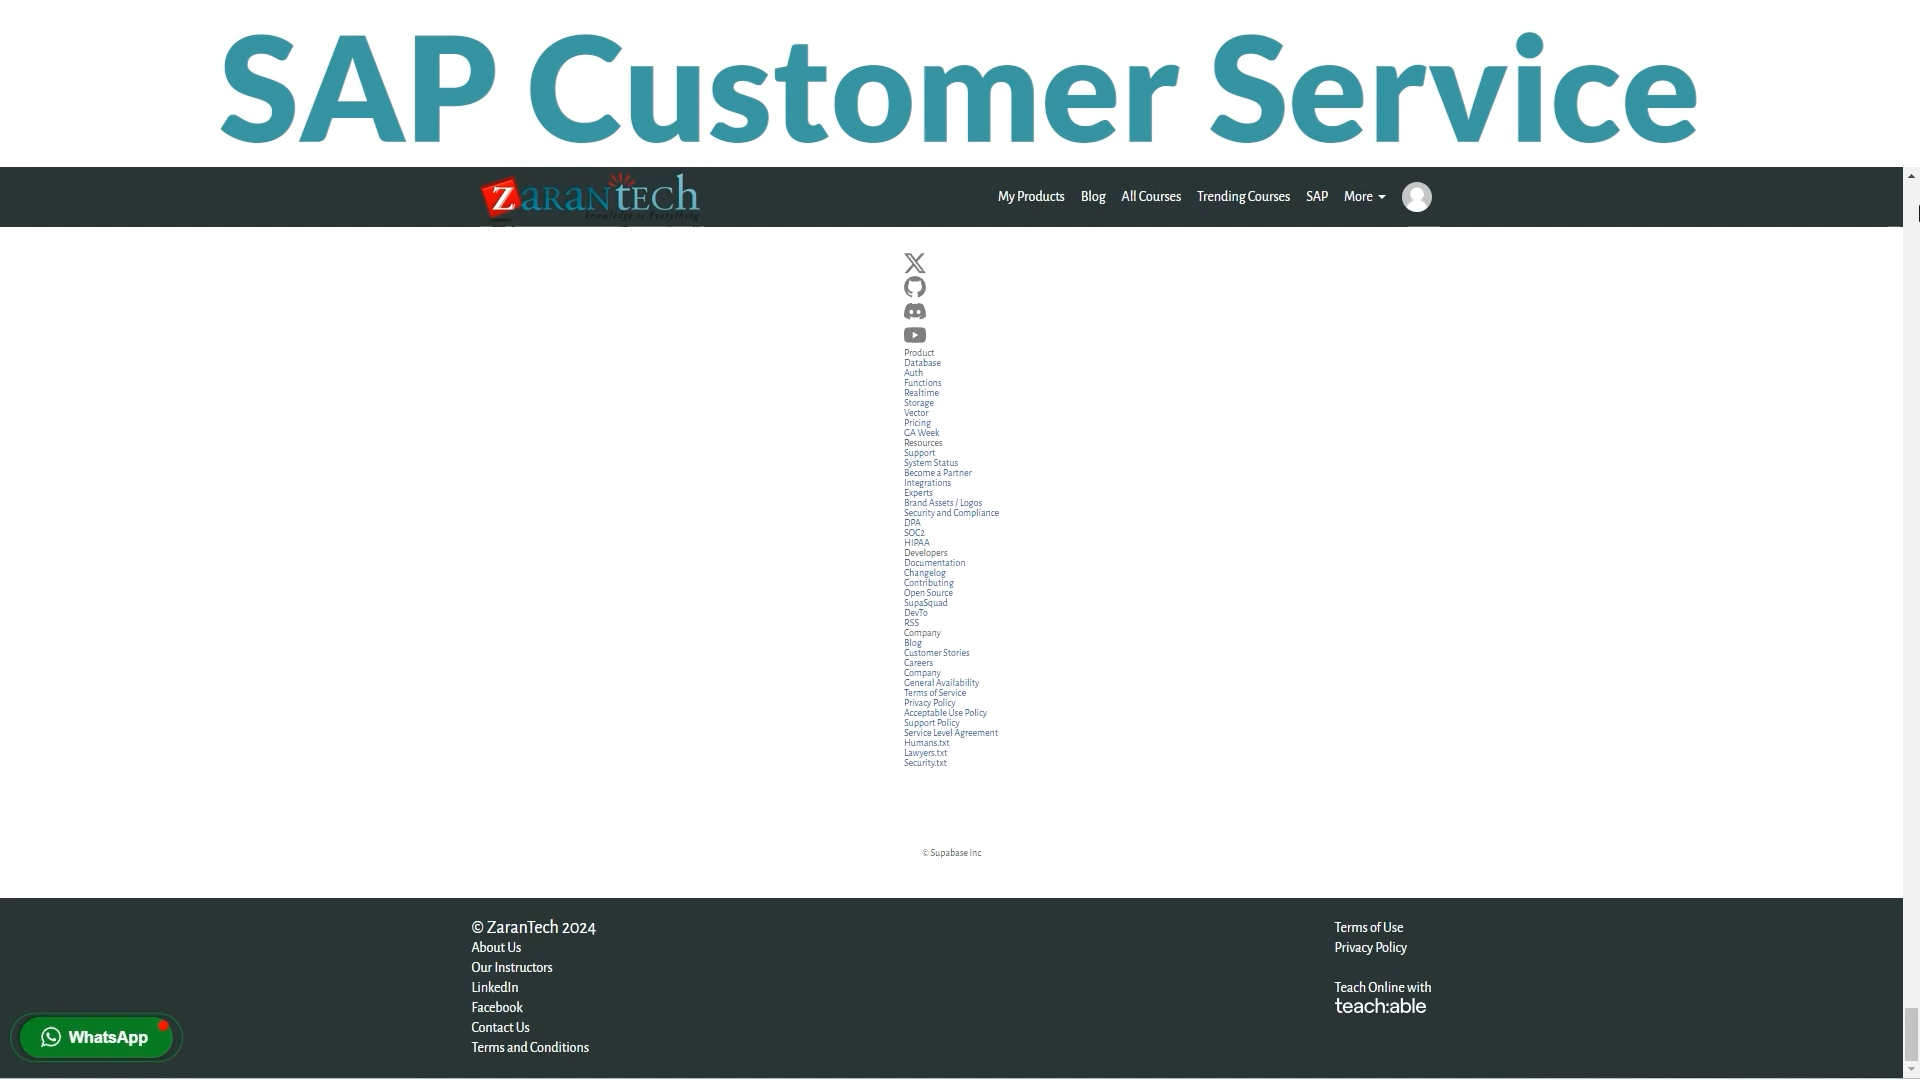 SAP Customer Service
ZaranTech
Knowledge is Everything
My Products Blog All Courses Trending Courses SAP More
Product
Database
Auth
Functions
Realtime
Storage
Vector
Pricing
GA Week
Resources
Support
System Status
Become a Partner
Integrations
Experts
Brand Assets / Logos
Security and Compliance
DPA
SOC2
HIPAA
Developers
Documentation
Changelog
Contributing
Open Source
SupaSquad
DevTo
RSS
Company
Blog
Customer Stories
Careers
Company
General Availability
Terms of Service
Privacy Policy
Acceptable Use Policy
Support Policy
Service Level Agreement
Humans.txt
Lawyers.txt
Security.txt
© Supabase Inc
© ZaranTech 2024
About Us
Our Instructors
LinkedIn
Facebook
Contact Us
Terms and Conditions
Terms of Use
Privacy Policy
Teach Online with
teach:able
WhatsApp